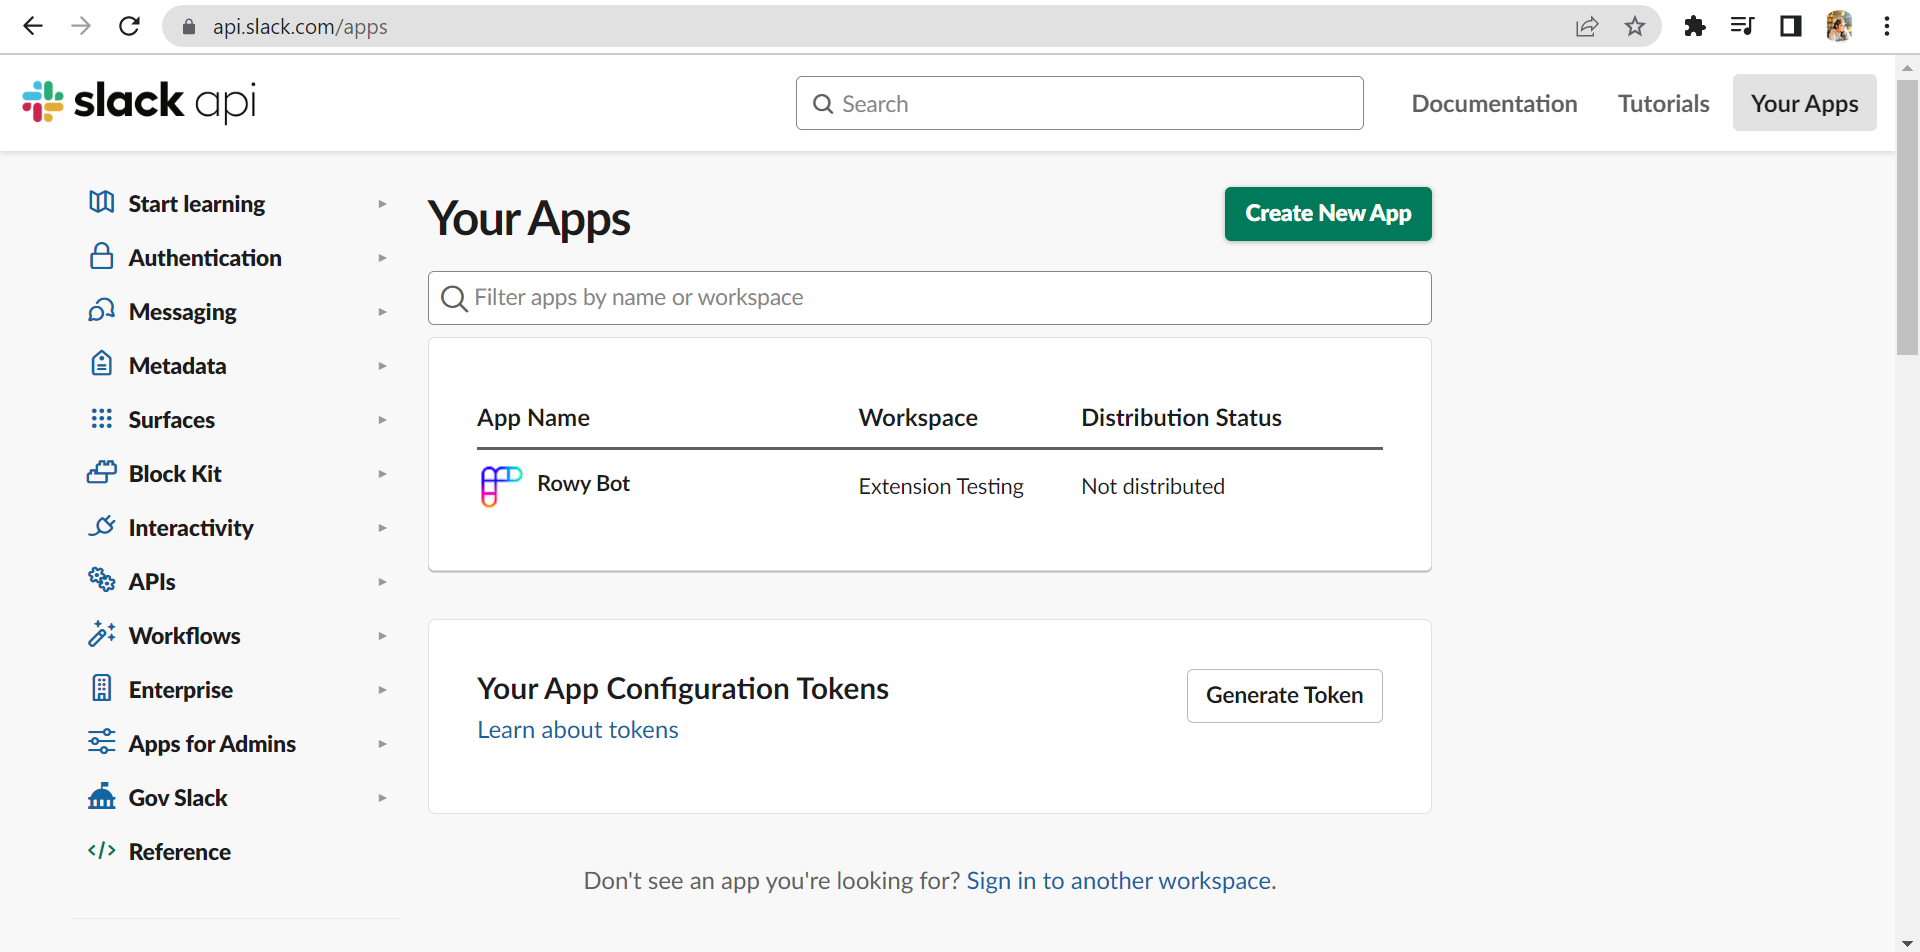 api.slack.com/apps
slack api
Search
Documentation
Tutorials
Your Apps
Start learning
Authentication
Messaging
Metadata
Surfaces
Block Kit
Interactivity
APIs
Workflows
Enterprise
Apps for Admins
Gov Slack
Reference
Your Apps
Create New App
Filter apps by name or workspace
App Name Workspace Distribution Status
Rowy Bot Extension Testing Not distributed
Your App Configuration Tokens
Generate Token
Learn about tokens
Don't see an app you're looking for? Sign in to another workspace.